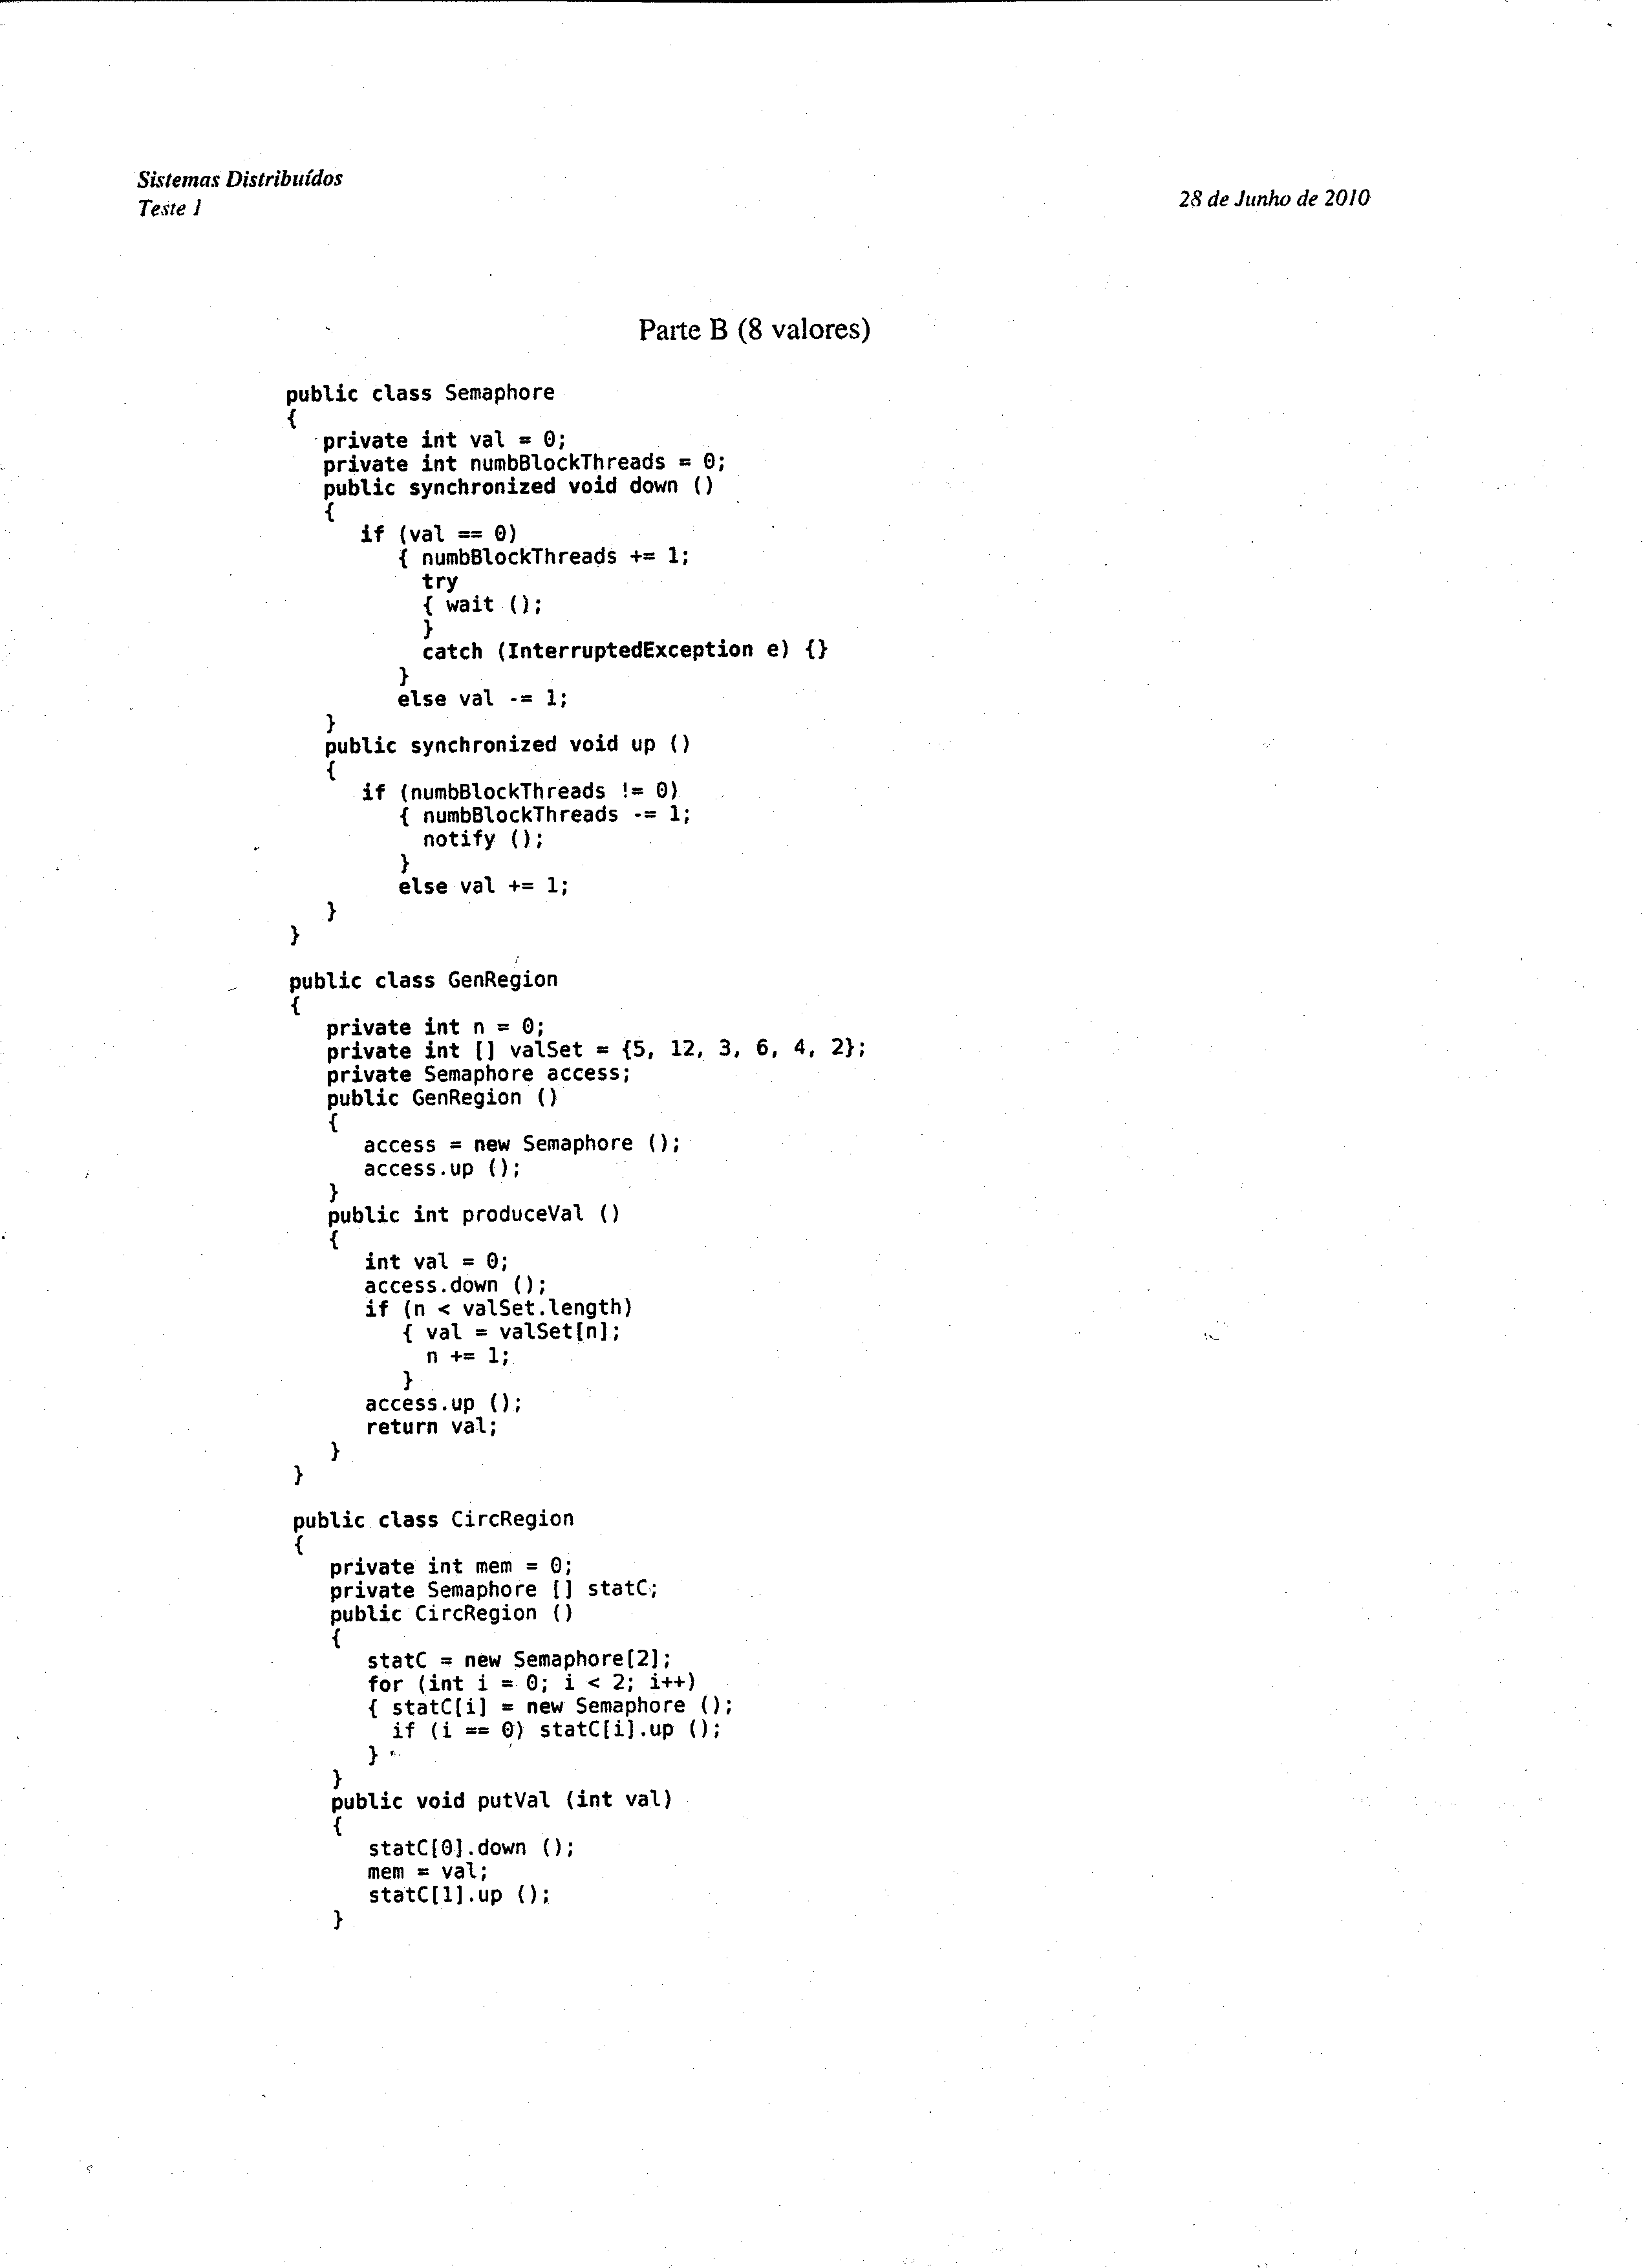 Sistemas Distribuídos
Teste 1
28 de Junho de 2010
Parte B (8 valores)
public class Semaphore
{
private int val = 0;
private int numbBlockThreads = 0;
public synchronized void down ()
{
if (val == 0)
{ numbBlockThreads += 1;
try
{ wait ();
}
catch (InterruptedException e) {}
}
else val -= 1;
}
public synchronized void up ()
{
if (numbBlockThreads != 0)
{ numbBlockThreads -= 1;
notify ();
}
else val += 1;
}
}
public class GenRegion
{
private int n = 0;
private int [] valSet = {5, 12, 3, 6, 4, 2};
private Semaphore access;
public GenRegion ()
{
access = new Semaphore ();
access.up ();
}
public int produceVal ()
{
int val = 0;
access.down ();
if (n < valSet.length)
{ val = valSet[n];
n += 1;
}
access.up ();
return val;
}
}
public class CircRegion
{
private int mem = 0;
private Semaphore [] statC;
public CircRegion ()
{
statC = new Semaphore[2];
for (int i = 0; i < 2; i++)
{ statC[i] = new Semaphore ();
if (i == 0) statC[i].up ();
}
}
public void putVal (int val)
{
statC[0].down ();
mem = val;
statC[1].up ();
}